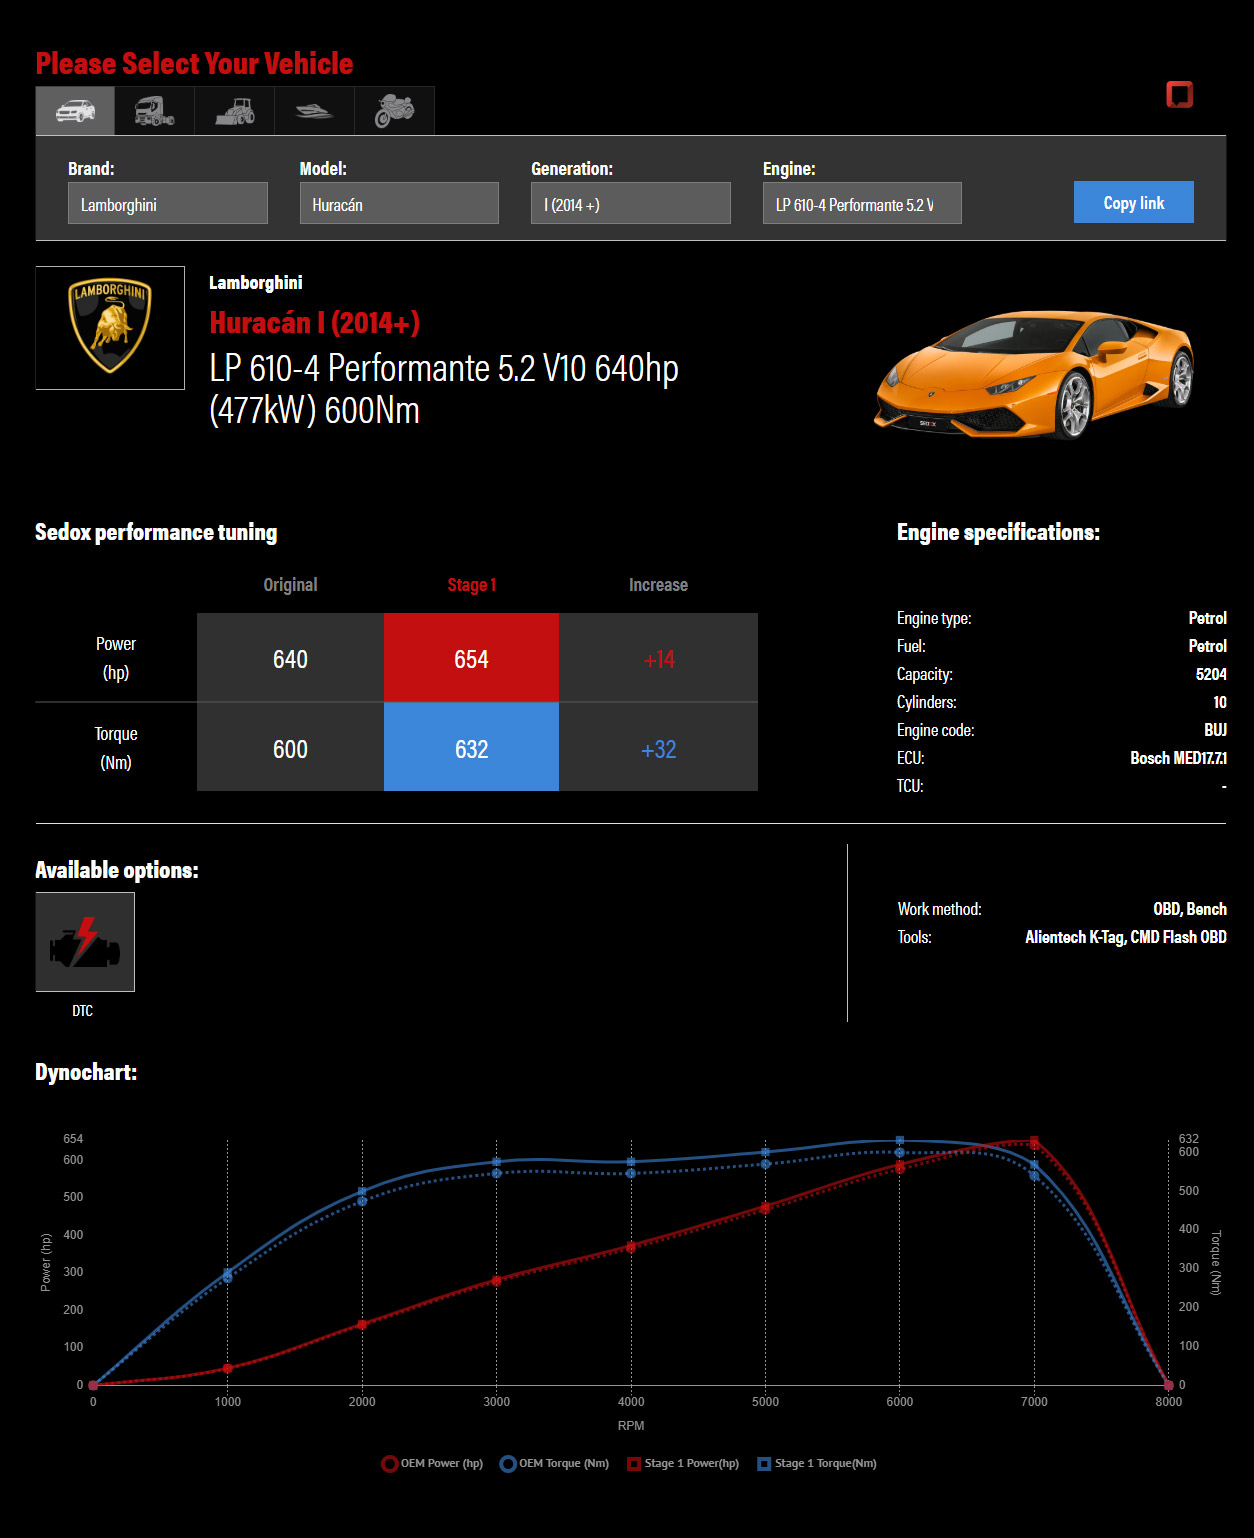 Please Select Your Vehicle
Brand:
Model:
Generation:
Engine:
Lamborghini
Huracán
I (2014 +)
LP 610-4 Performante 5.2 V
Copy link
LAMBORGHINI
Lamborghini
Huracán I (2014+)
LP 610-4 Performante 5.2 V10 640hp
(477kW) 600Nm
SEDOX
Sedox performance tuning
Original Stage 1 Increase
Power
(hp)
640 654 +14
Torque
(Nm)
600 632 +32
Engine specifications:
Engine type: Petrol
Fuel: Petrol
Capacity: 5204
Cylinders: 10
Engine code: BUJ
ECU: Bosch MED17.7.1
TCU: -
Available options:
DTC
Work method: OBD, Bench
Tools: Alientech K-Tag, CMD Flash OBD
Dynochart:
654
600
500
400
300
200
100
0
Power (hp)
632
600
500
400
300
200
100
0
Torque (Nm)
0 1000 2000 3000 4000 5000 6000 7000 8000
RPM
OEM Power (hp) OEM Torque (Nm) Stage 1 Power(hp) Stage 1 Torque(Nm)